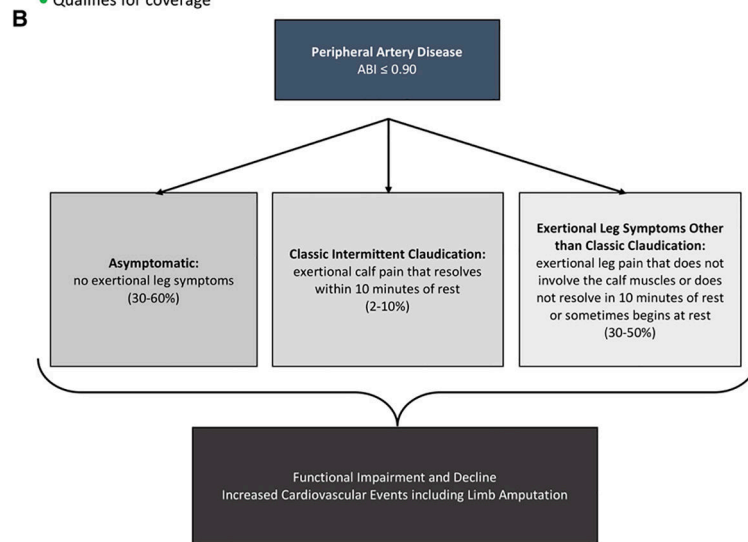 • Qualifies for coverage
B
Peripheral Artery Disease
ABI ≤ 0.90
Asymptomatic:
no exertional leg symptoms
(30-60%)
Classic Intermittent Claudication:
exertional calf pain that resolves
within 10 minutes of rest
(2-10%)
Exertional Leg Symptoms Other
than Classic Claudication:
exertional leg pain that does not
involve the calf muscles or does
not resolve in 10 minutes of rest
or sometimes begins at rest
(30-50%)
Functional Impairment and Decline
Increased Cardiovascular Events including Limb Amputation